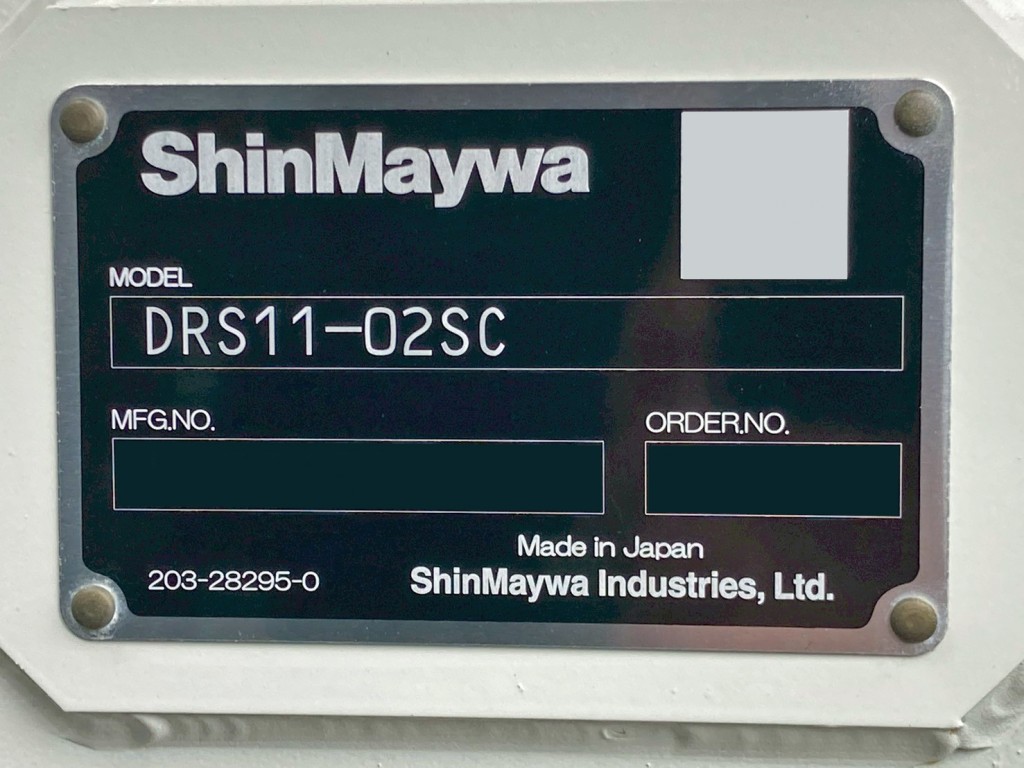 ShinMaywa
MODEL
DRS11-02SC
MFG.NO.
ORDER.NO.
Made in Japan
203-28295-0
ShinMaywa Industries, Ltd.